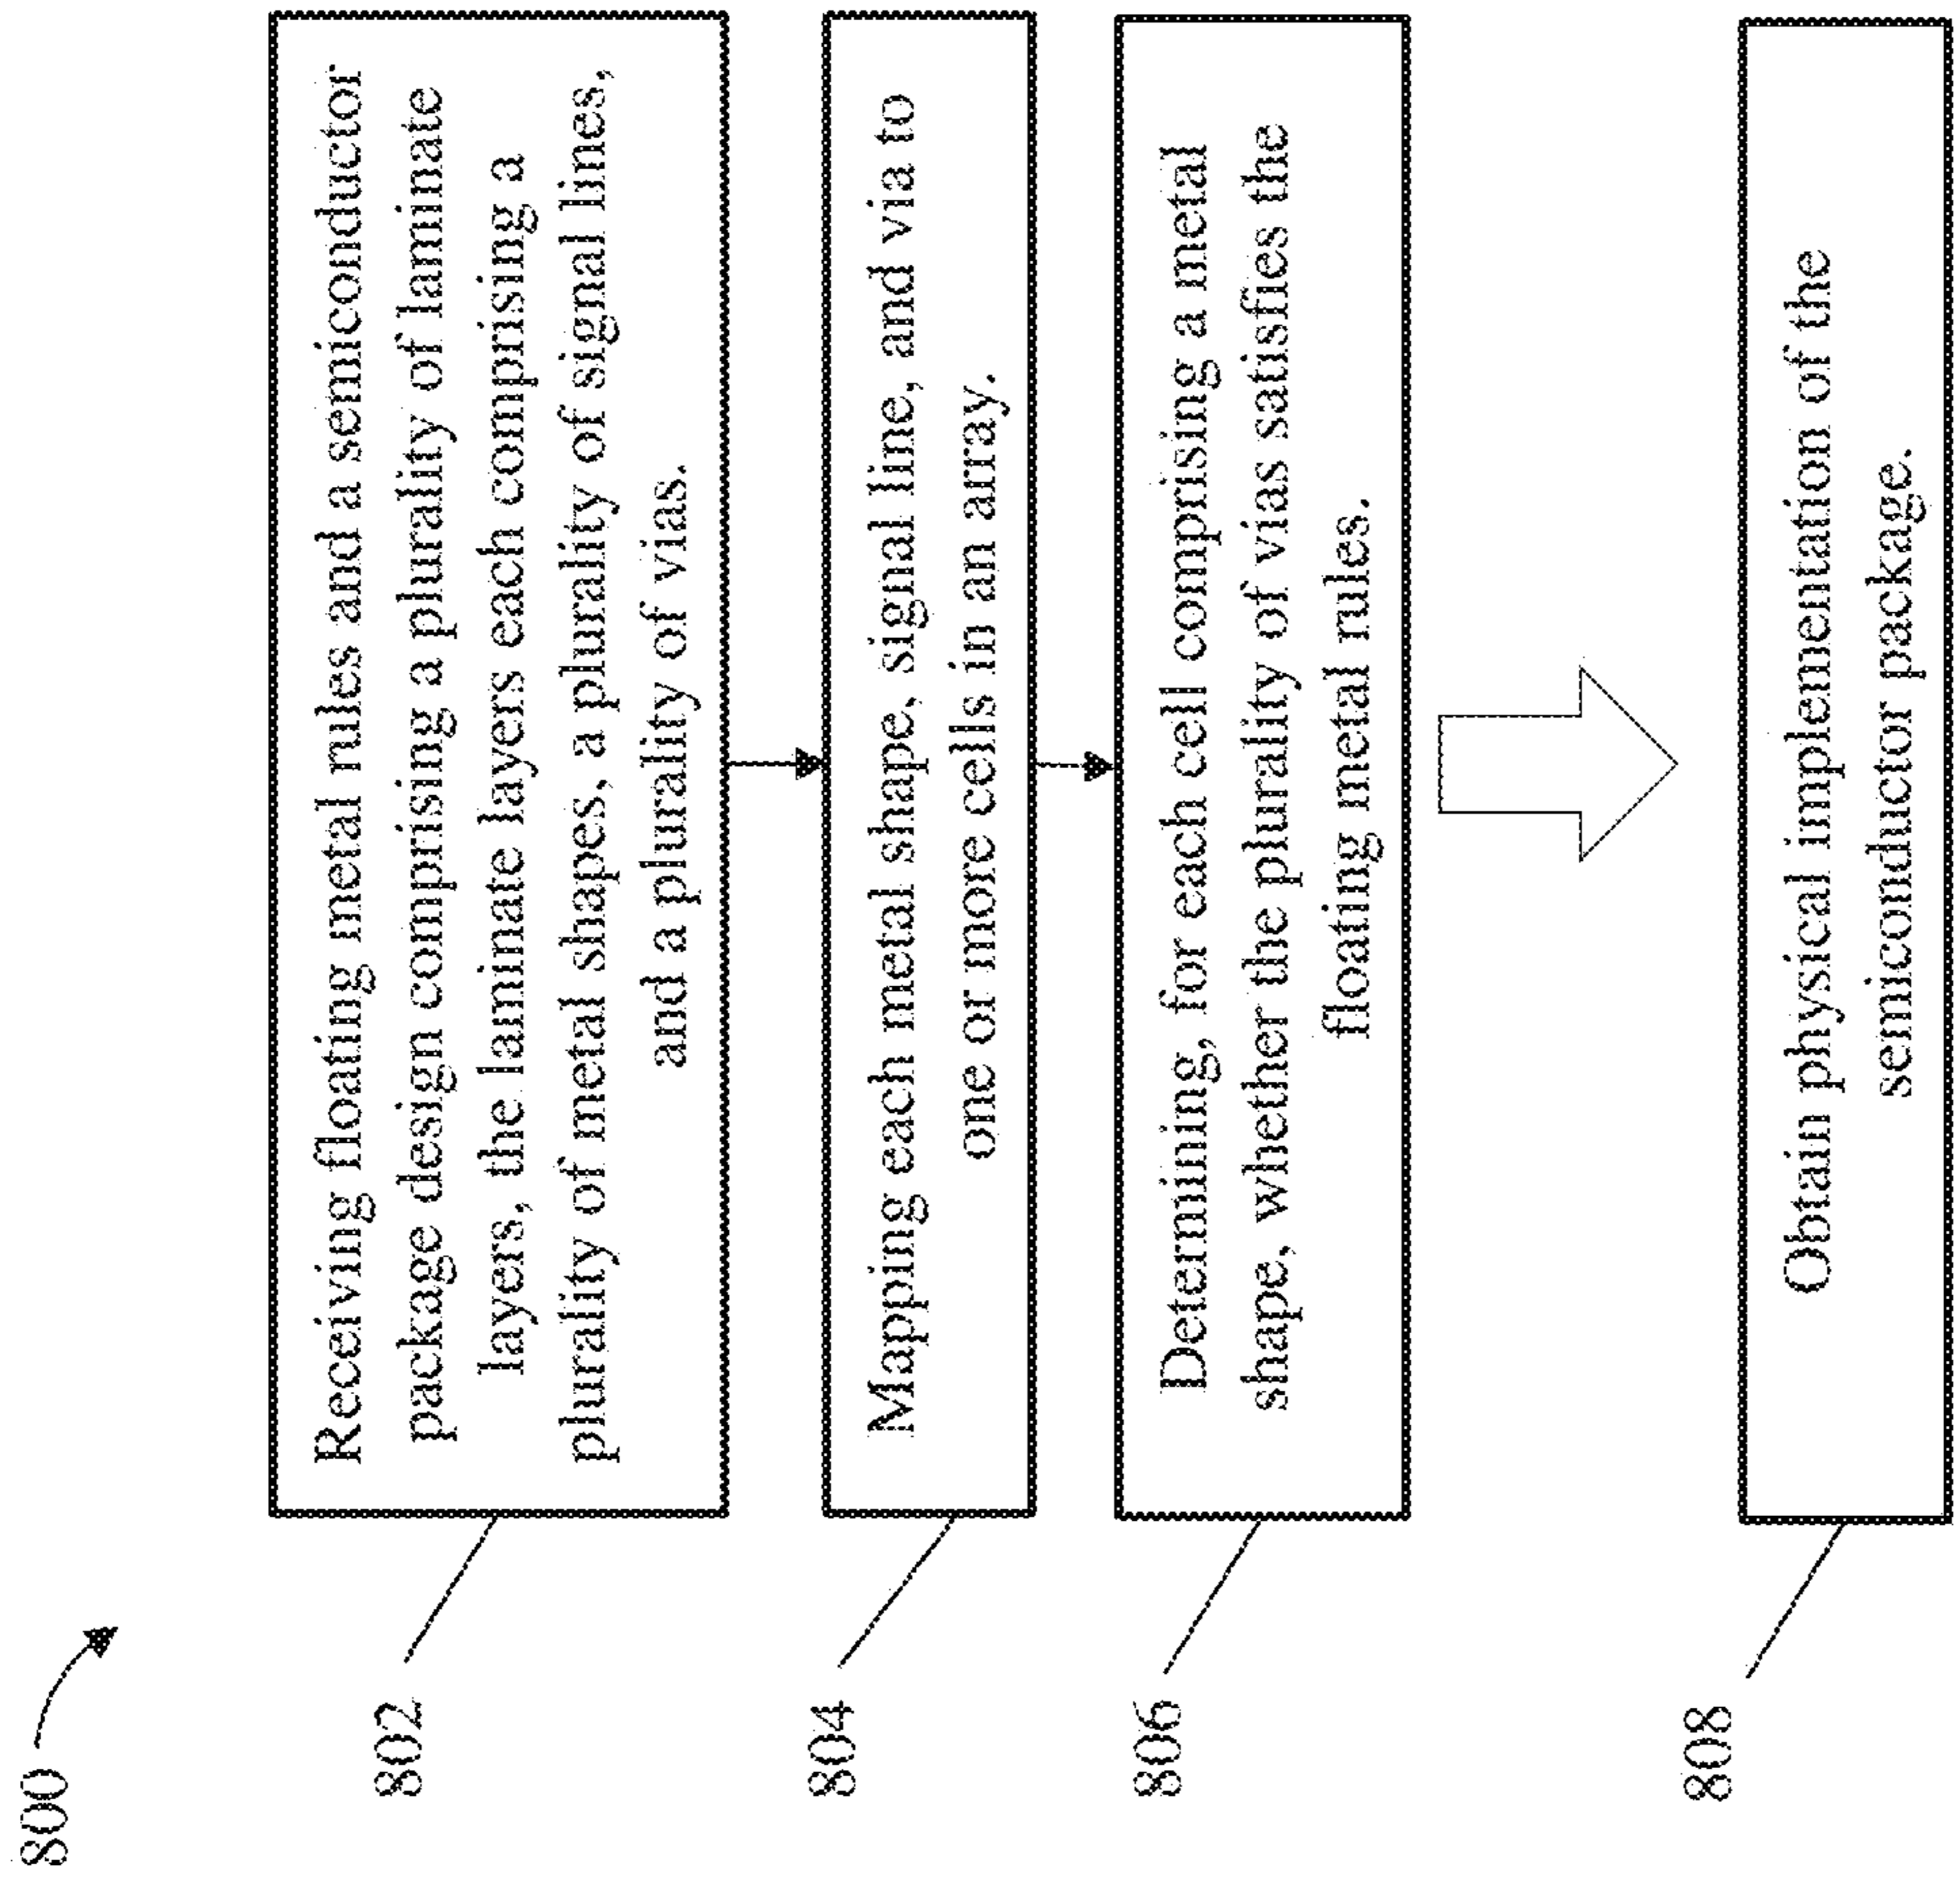 800
802
Receiving floating metal rules and a semiconductor
package design comprising a plurality of laminate
layers, the laminate layers each comprising a
plurality of metal shapes, a plurality of signal lines,
and a plurality of vias.
804
Mapping each metal shape, signal line, and via to
one or more cells in an array.
806
Determining, for each cell comprising a metal
shape, whether the plurality of vias satisfies the
floating metal rules.
808
Obtain physical implementation of the
semiconductor package.